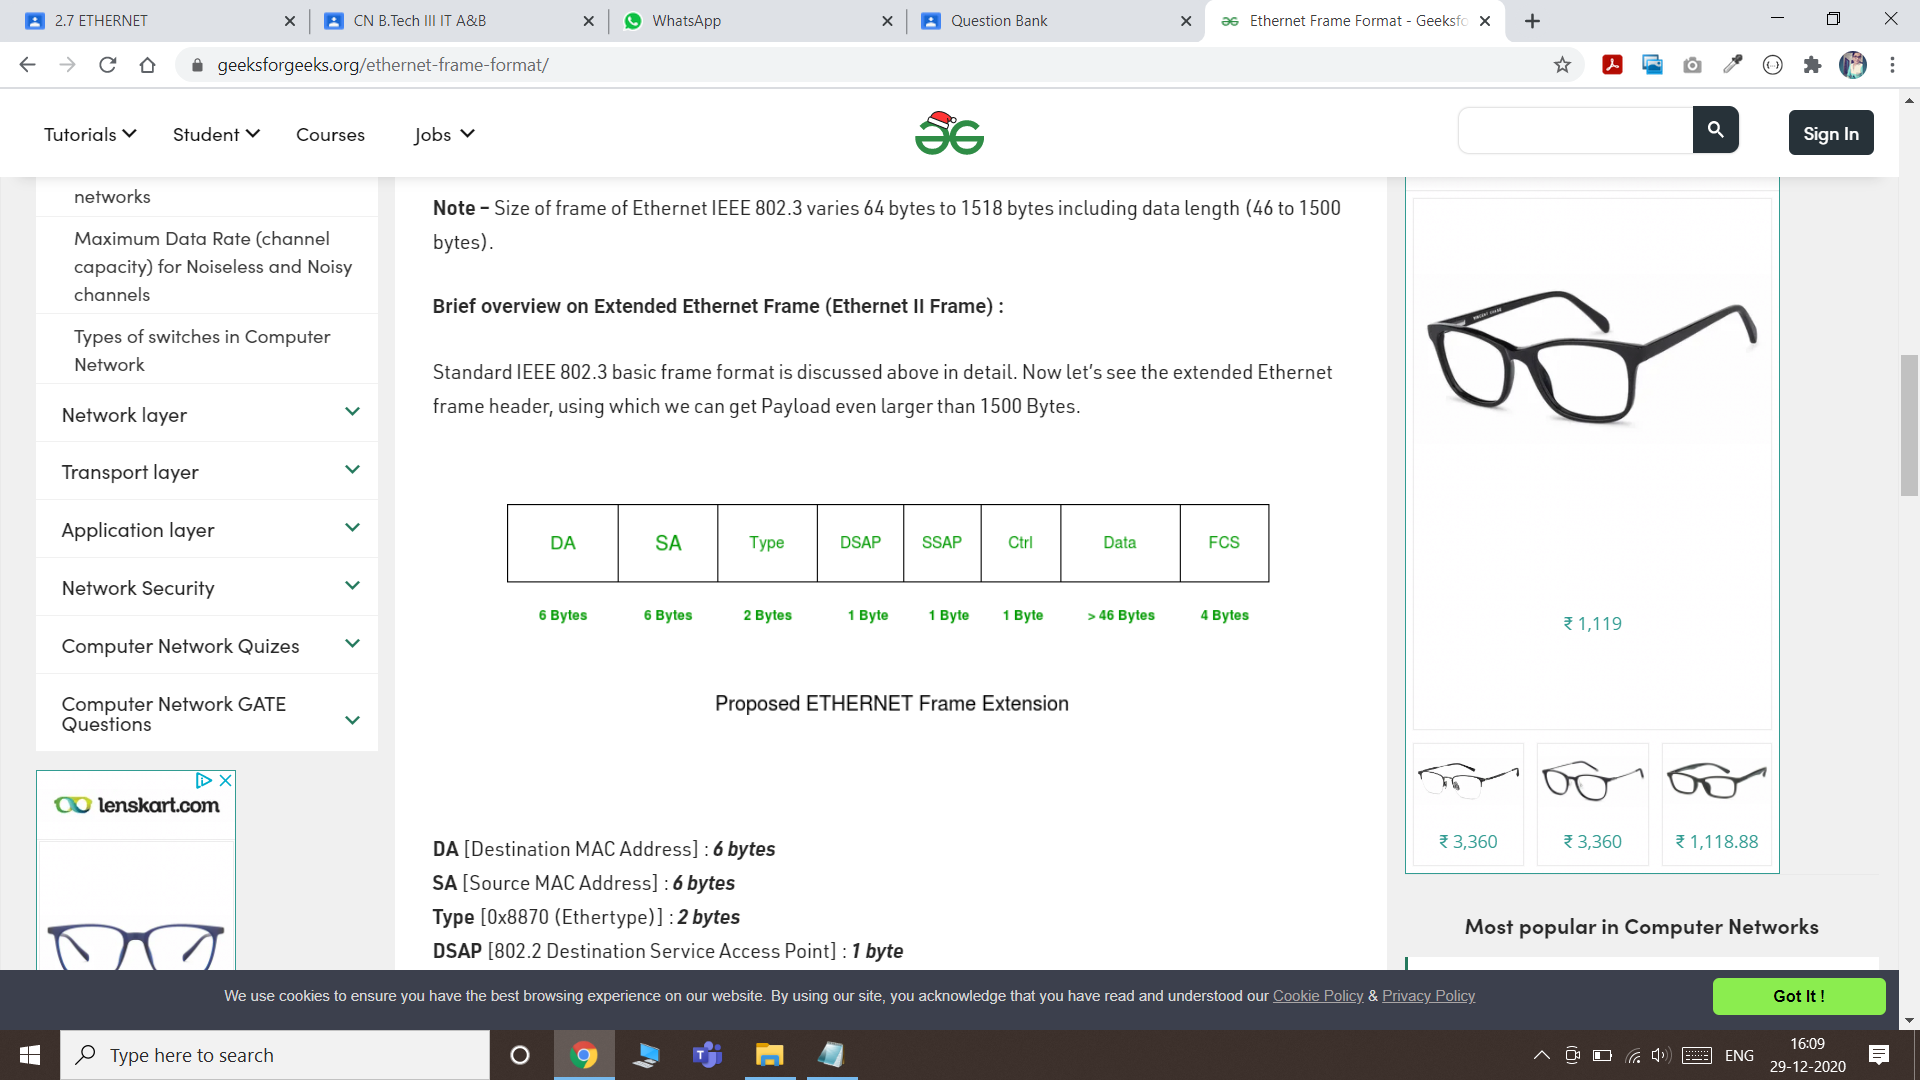 2.7 ETHERNET
CN B.Tech III IT A&B
WhatsApp
Question Bank
Ethernet Frame Format - Geeksfo
geeksforgeeks.org/ethernet-frame-format/
Tutorials
Student
Courses
Jobs
Sign In
networks
Maximum Data Rate (channel
capacity) for Noiseless and Noisy
channels
Types of switches in Computer
Network
Network layer
Transport layer
Application layer
Network Security
Computer Network Quizes
Computer Network GATE
Questions
lenskart.com
Note – Size of frame of Ethernet IEEE 802.3 varies 64 bytes to 1518 bytes including data length (46 to 1500
bytes).
Brief overview on Extended Ethernet Frame (Ethernet II Frame) :
Standard IEEE 802.3 basic frame format is discussed above in detail. Now let’s see the extended Ethernet
frame header, using which we can get Payload even larger than 1500 Bytes.
DA SA Type DSAP SSAP Ctrl Data FCS
6 Bytes 6 Bytes 2 Bytes 1 Byte 1 Byte 1 Byte > 46 Bytes 4 Bytes
Proposed ETHERNET Frame Extension
DA [Destination MAC Address] : 6 bytes
SA [Source MAC Address] : 6 bytes
Type [0x8870 (Ethertype)] : 2 bytes
DSAP [802.2 Destination Service Access Point] : 1 byte
₹ 1,119
₹ 3,360
₹ 3,360
₹ 1,118.88
Most popular in Computer Networks
We use cookies to ensure you have the best browsing experience on our website. By using our site, you acknowledge that you have read and understood our Cookie Policy & Privacy Policy
Got It !
Type here to search
ENG
16:09
29-12-2020